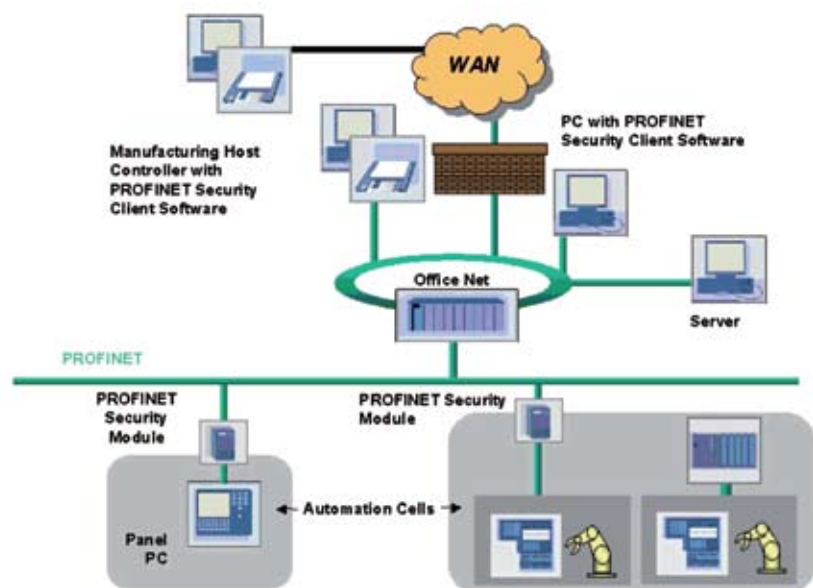 WAN
PC with PROFINET
Security Client Software
Manufacturing Host
Controller with
PROFINET Security
Client Software
Office Net
Server
PROFINET
PROFINET
Security
Module
PROFINET Security
Module
Automation Cells
Panel
PC